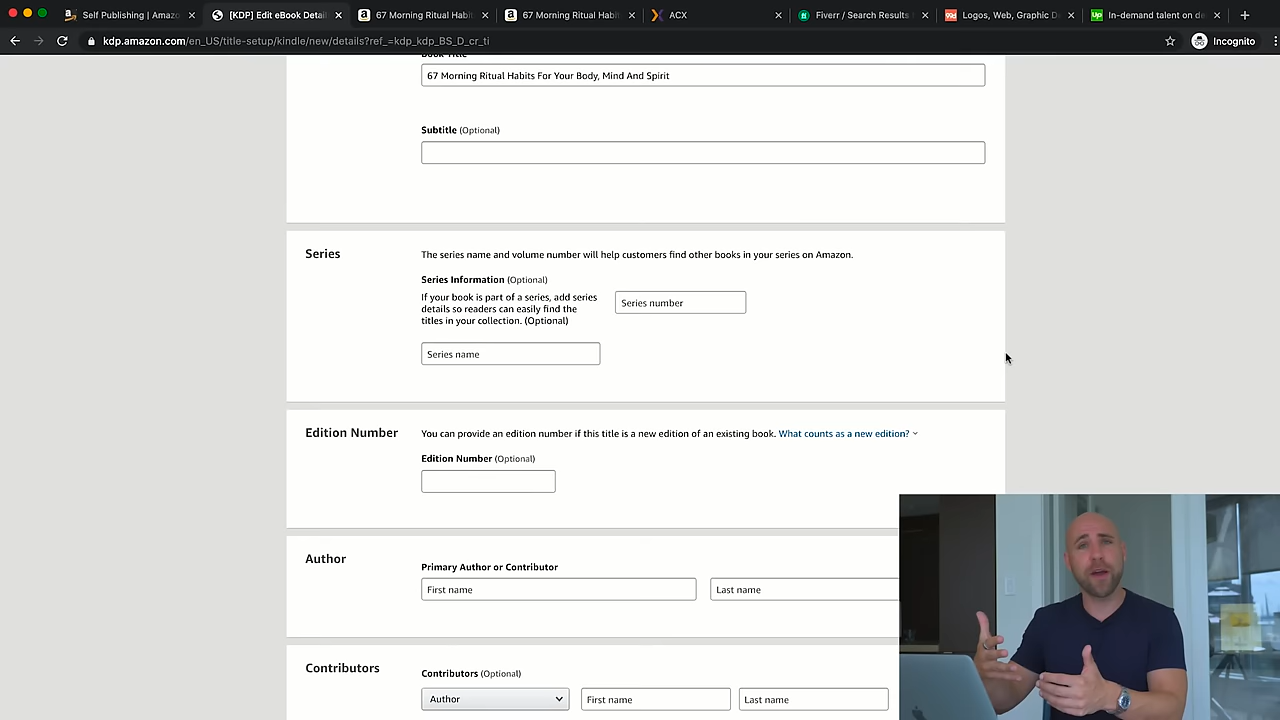 Self Publishing | Amazo
[KDP] Edit eBook Detai
67 Morning Ritual Habi
67 Morning Ritual Habi
ACX
Fiverr / Search Results
Logos, Web, Graphic D
In-demand talent on de
kdp.amazon.com/en_US/title-setup/kindle/new/details?ref_=kdp_kdp_BS_D_cr_ti
Incognito
Book Title
67 Morning Ritual Habits For Your Body, Mind And Spirit
Subtitle (Optional)
Series
The series name and volume number will help customers find other books in your series on Amazon.
Series Information (Optional)
If your book is part of a series, add series
details so readers can easily find the
titles in your collection. (Optional)
Series number
Series name
Edition Number
You can provide an edition number if this title is a new edition of an existing book. What counts as a new edition?
Edition Number (Optional)
Author
Primary Author or Contributor
First name
Last name
Contributors
Contributors (Optional)
Author
First name
Last name